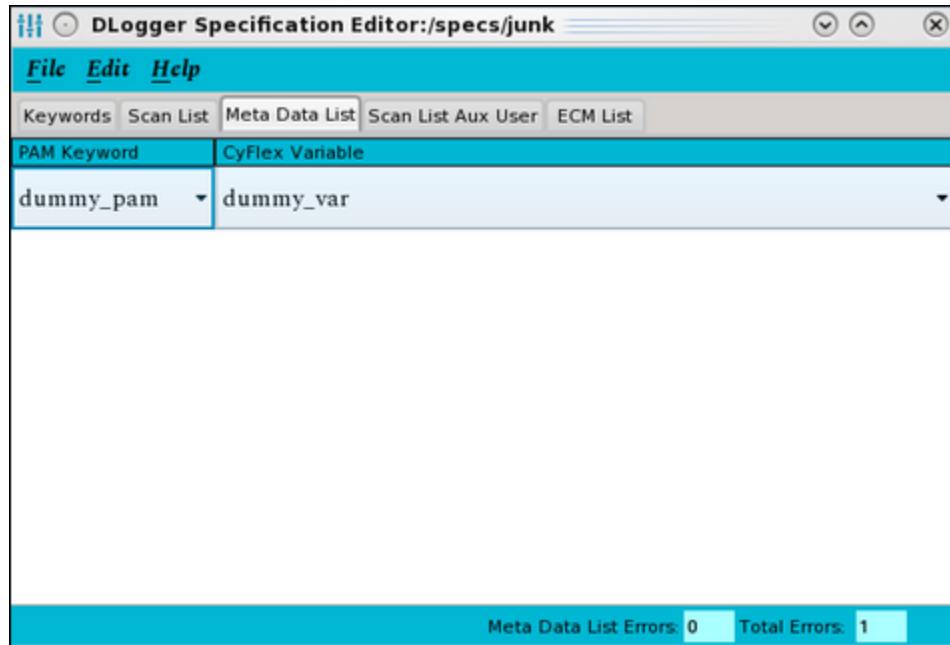 DLogger Specification Editor:/specs/junk
File Edit Help
Keywords Scan List Meta Data List Scan List Aux User ECM List
PAM Keyword CyFlex Variable
dummy_pam dummy_var
Meta Data List Errors: 0 Total Errors: 1